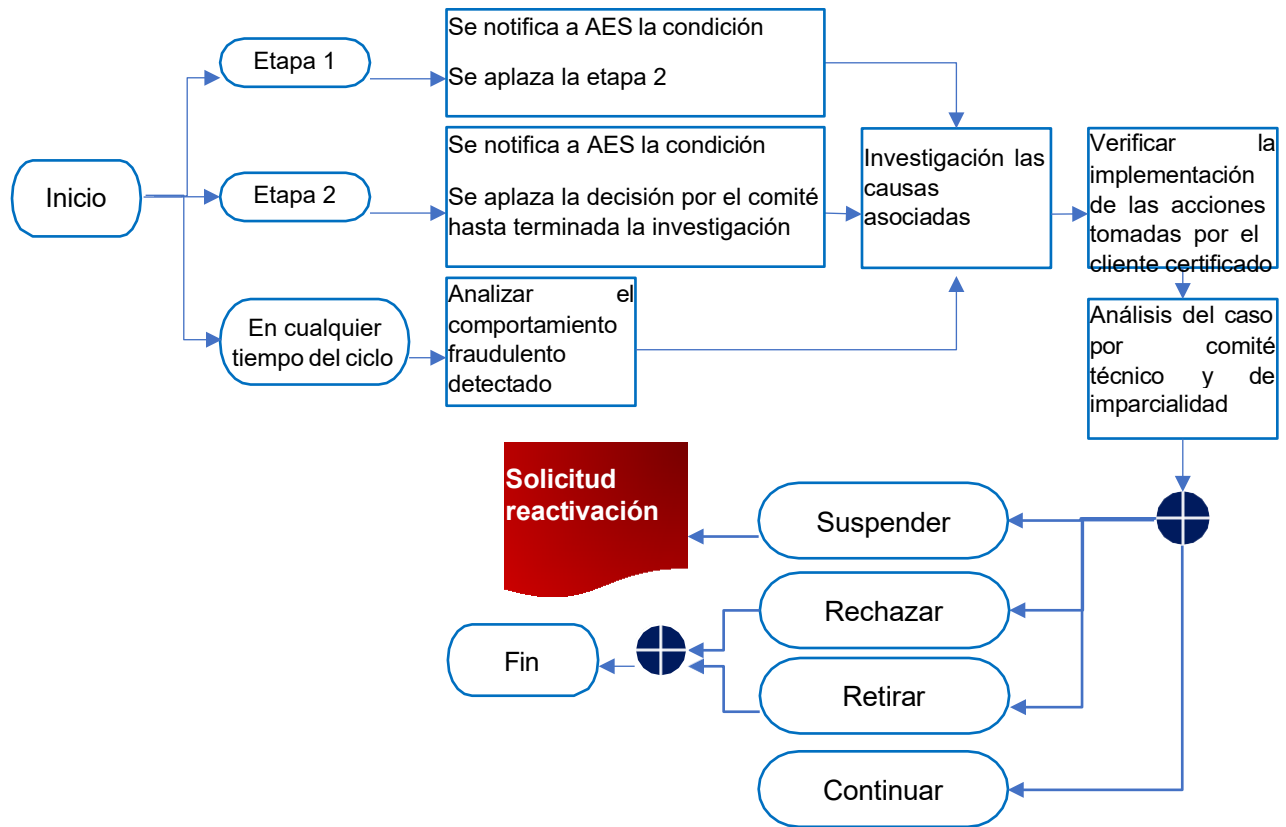 Inicio
Etapa 1
Se notifica a AES la condición
Se aplaza la etapa 2
Etapa 2
Se notifica a AES la condición
Se aplaza la decisión por el comité
hasta terminada la investigación
En cualquier
tiempo del ciclo
Analizar el
comportamiento
fraudulento
detectado
Investigación las
causas
asociadas
Verificar la
implementación
de las acciones
tomadas por el
cliente certificado
Análisis del caso
por comité
técnico y de
imparcialidad
Suspender
Solicitud
reactivación
Rechazar
Retirar
Fin
Continuar